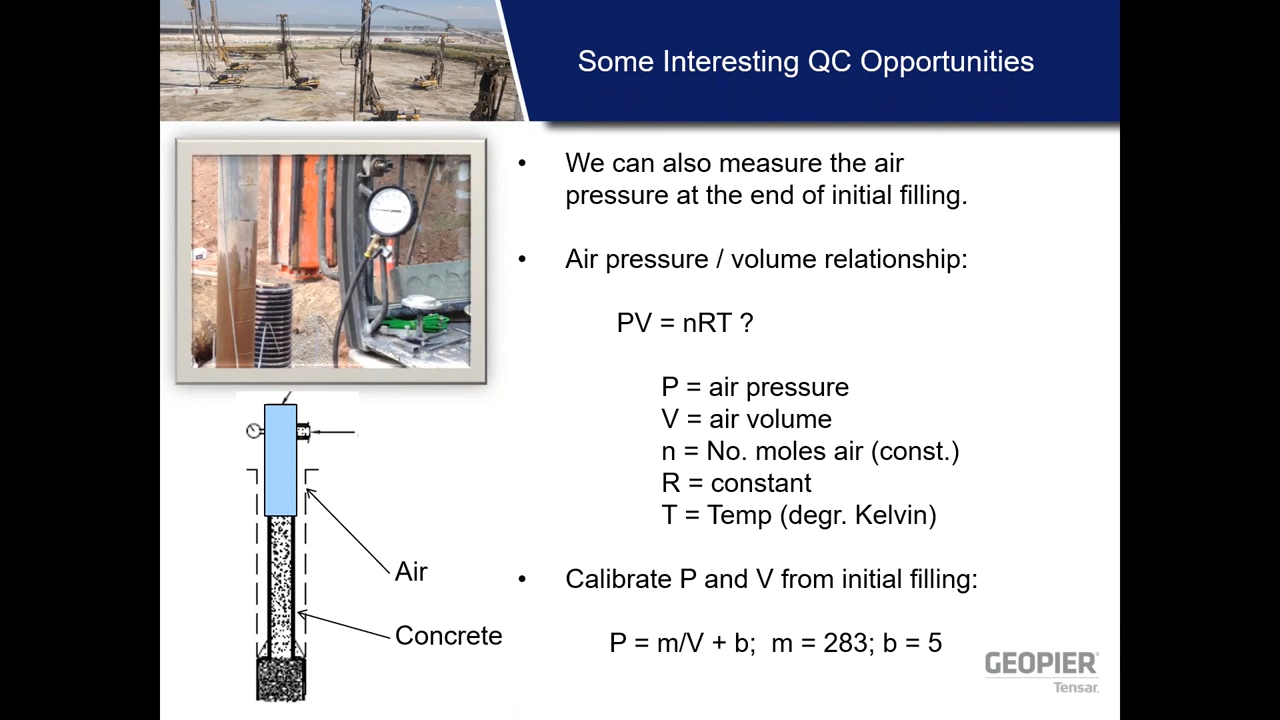 Some Interesting QC Opportunities
• We can also measure the air
pressure at the end of initial filling.
• Air pressure / volume relationship:
PV = nRT ?
P = air pressure
V = air volume
n = No. moles air (const.)
R = constant
T = Temp (degr. Kelvin)
• Calibrate P and V from initial filling:
P = m/V + b;  m = 283; b = 5
Air
Concrete
GEOPIER®
Tensar.